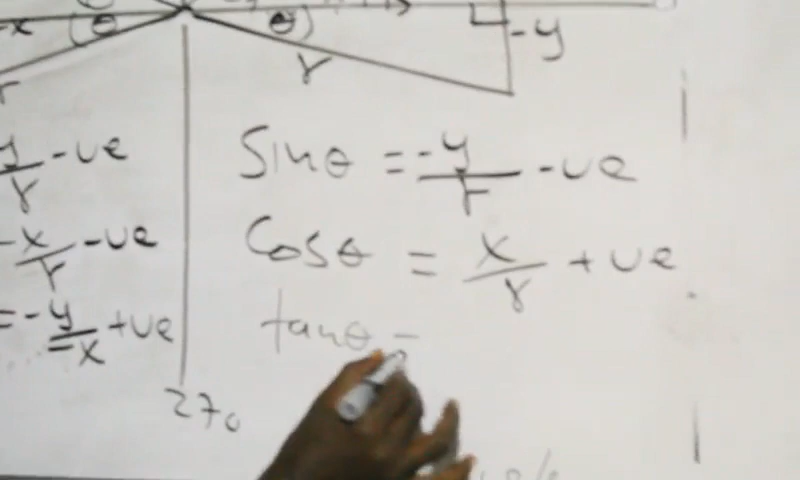 -x θ θ -y
r r
y/r -ve
-x/r -ve
= -y/-x +ve
270
Sinθ = -y/r -ve
Cosθ = x/r +ve
tanθ =